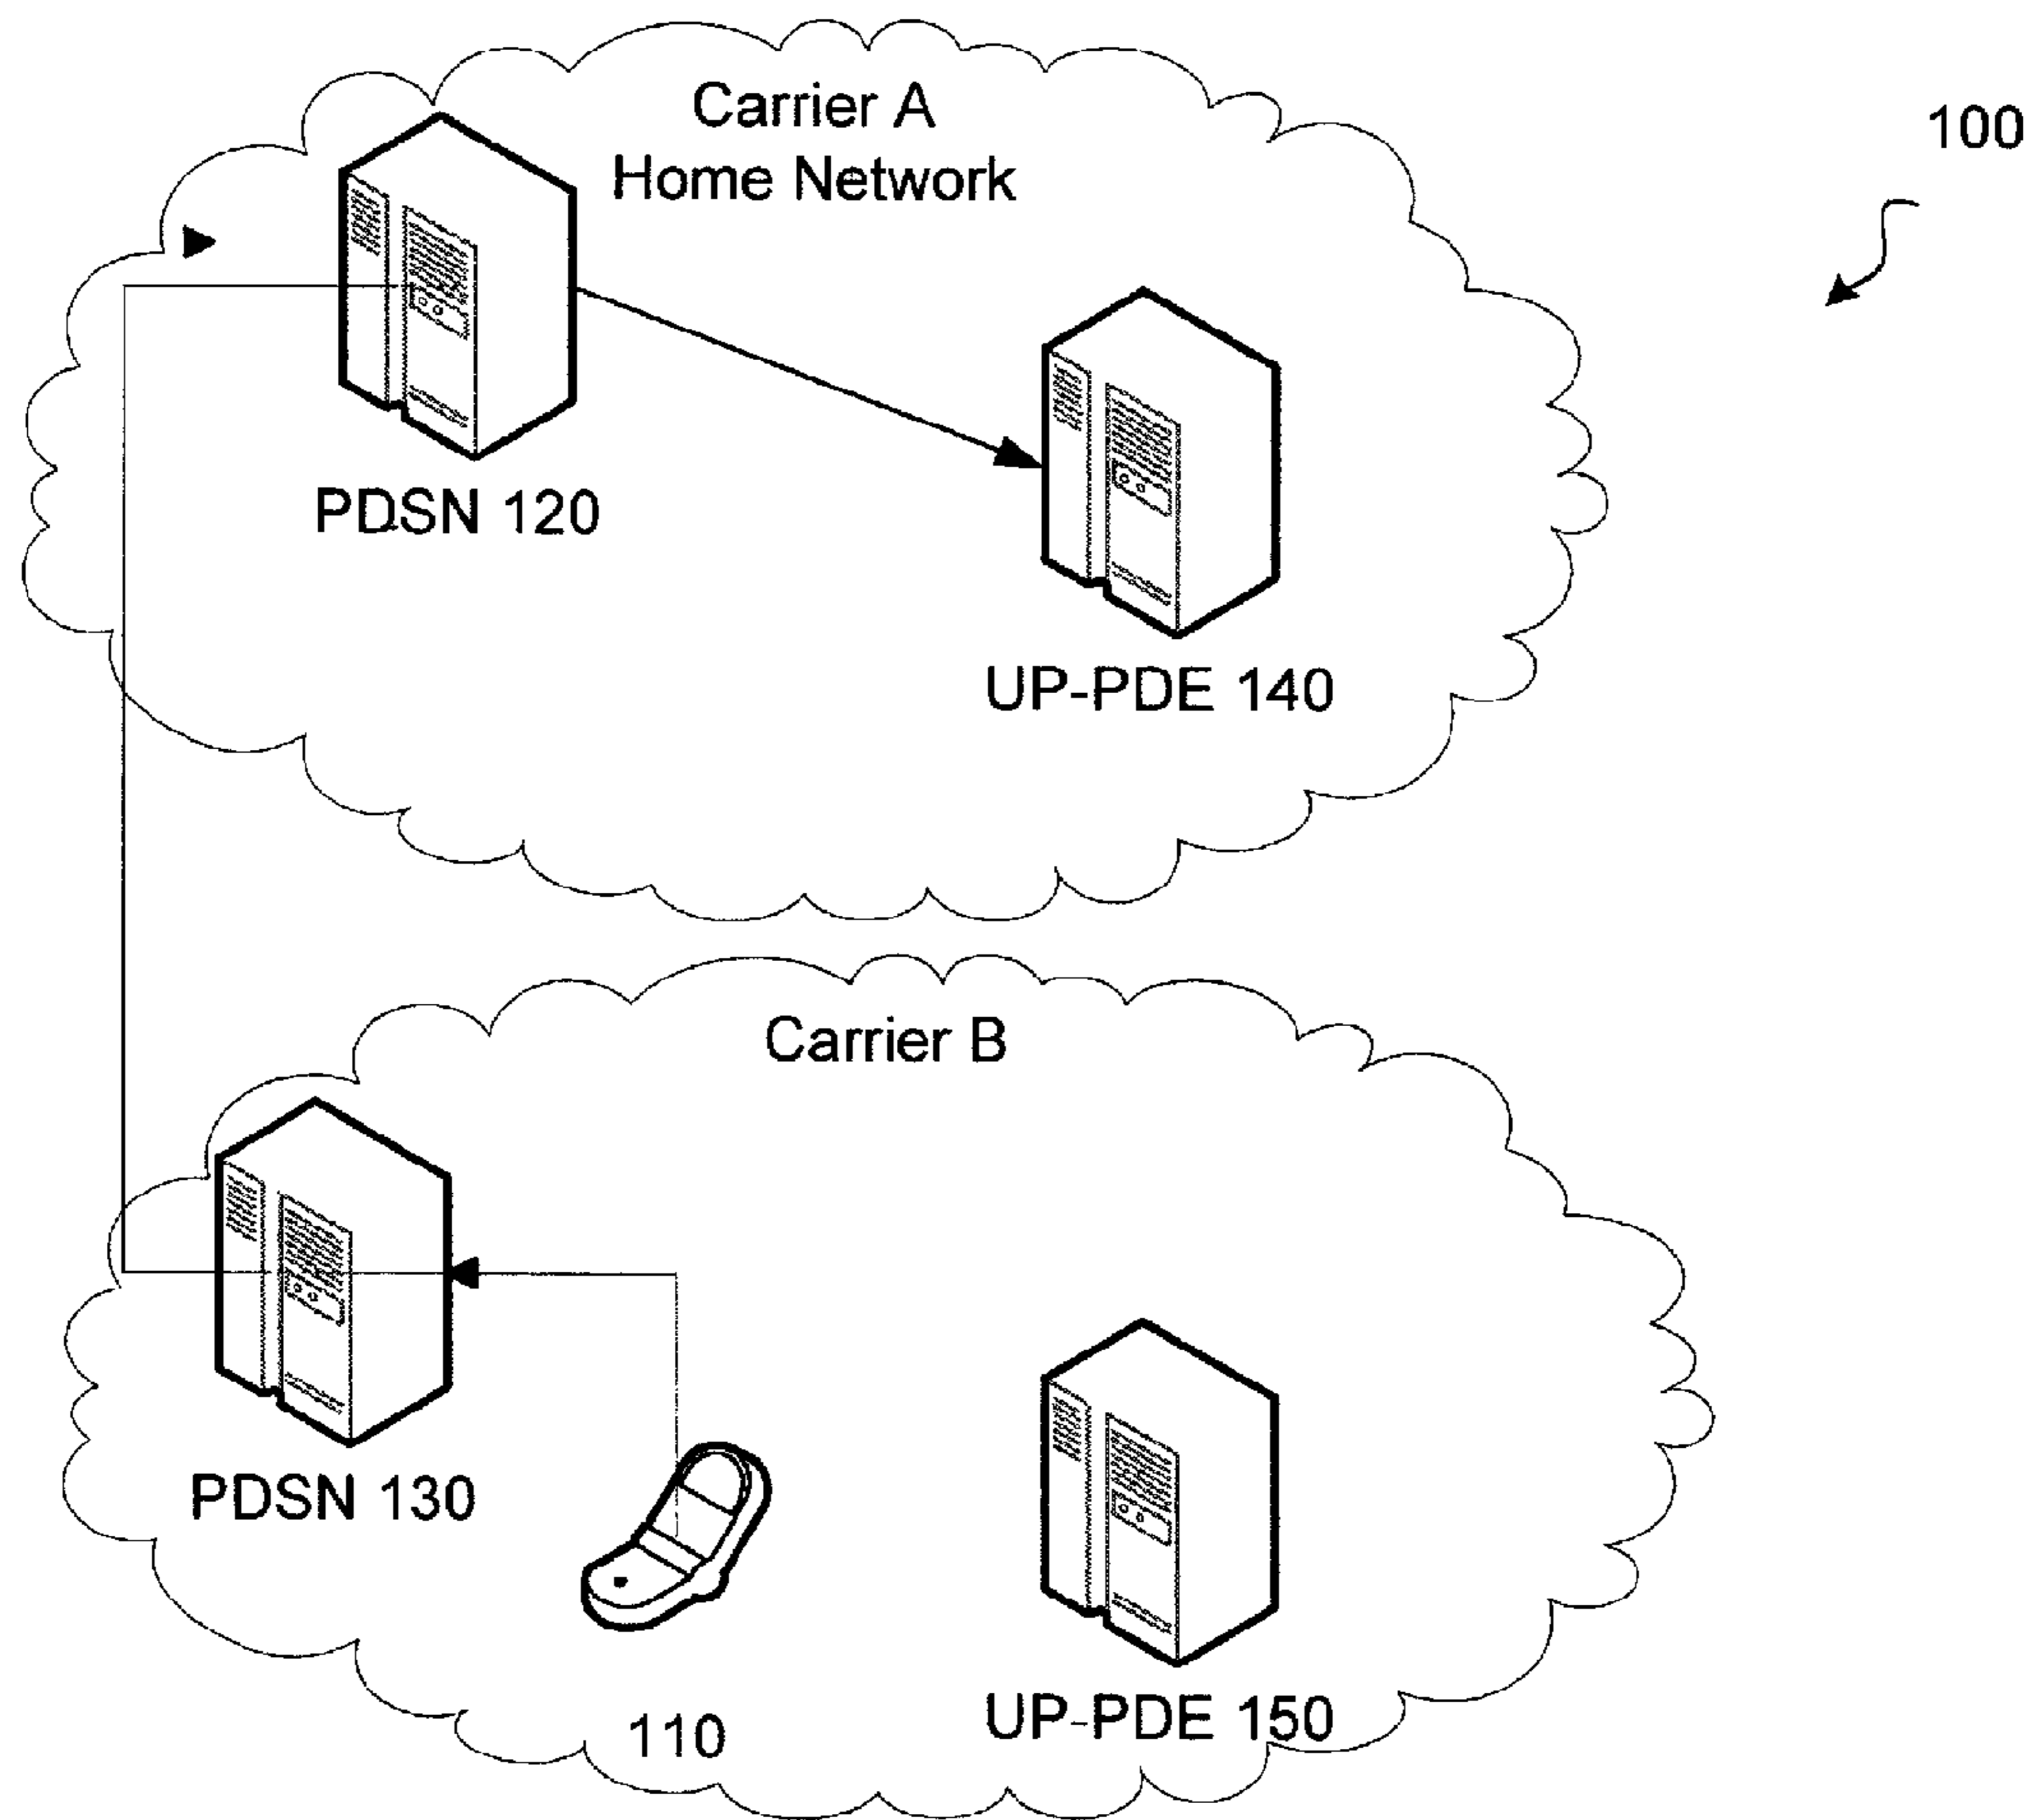 Carrier A
Home Network
100
PDSN 120
UP-PDE 140
Carrier B
PDSN 130
110
UP-PDE 150